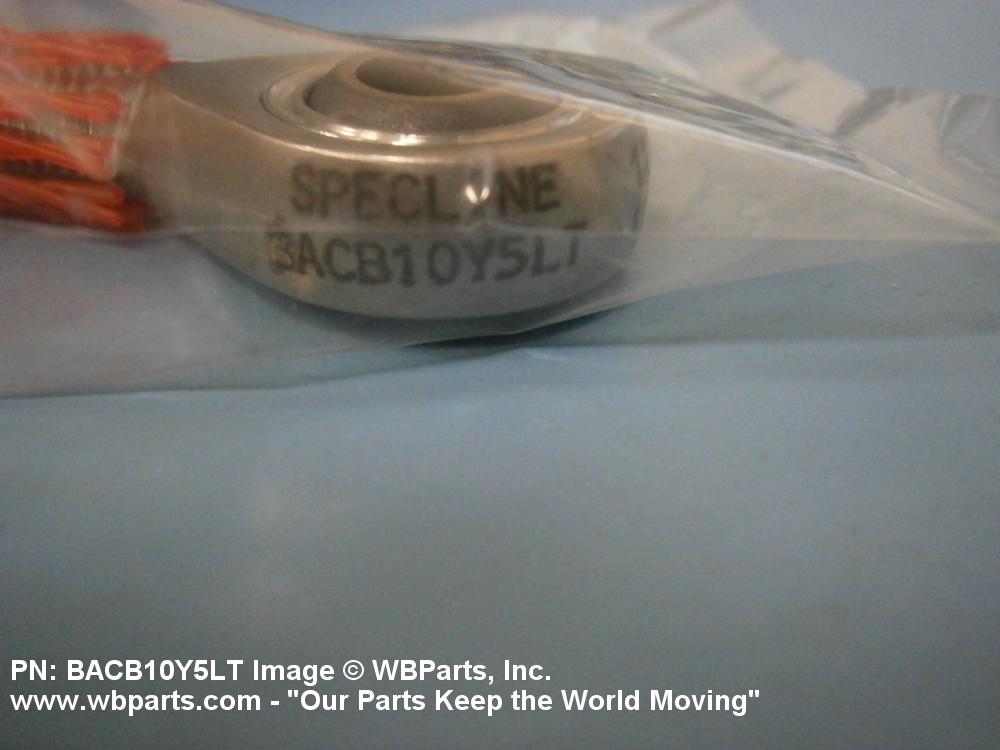 SPECLINE
BACB10Y5LT
PN: BACB10Y5LT Image © WBParts, Inc.
www.wbparts.com - "Our Parts Keep the World Moving"